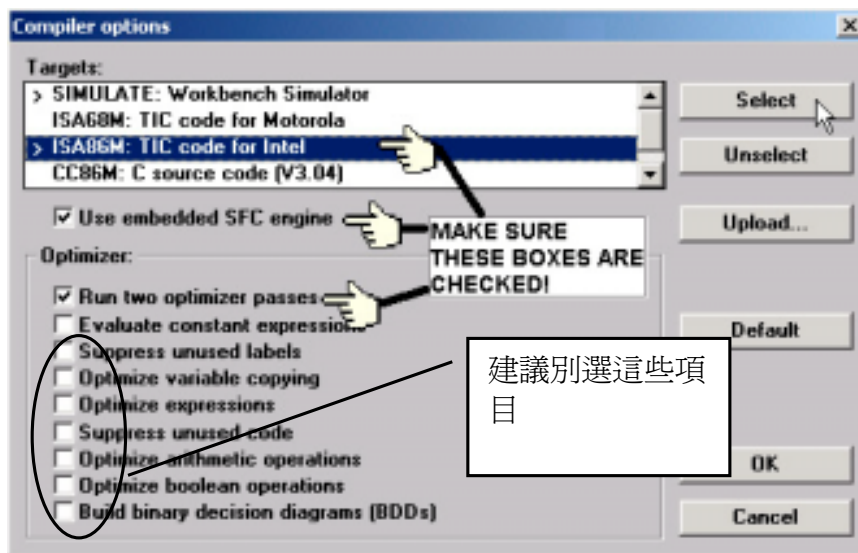 Compiler options
Targets:
> SIMULATE: Workbench Simulator
ISA68M: TIC code for Motorola
> ISA86M: TIC code for Intel
CC86M: C source code (V3.04)
Select
Unselect
Upload...
Use embedded SFC engine
MAKE SURE
THESE BOXES ARE
CHECKED!
Optimizer:
Run two optimizer passes
Evaluate constant expressions
Suppress unused labels
Optimize variable copying
Optimize expressions
Suppress unused code
Optimize arithmetic operations
Optimize boolean operations
Build binary decision diagrams (BDDs)
建議別選這些項
目
Default
OK
Cancel